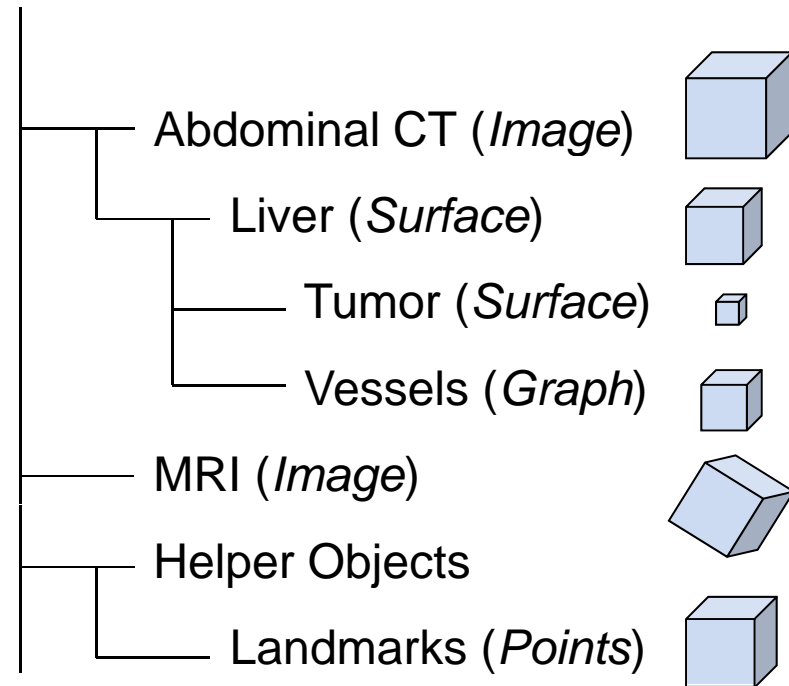 Abdominal CT (Image)
Liver (Surface)
Tumor (Surface)
Vessels (Graph)
MRI (Image)
Helper Objects
Landmarks (Points)